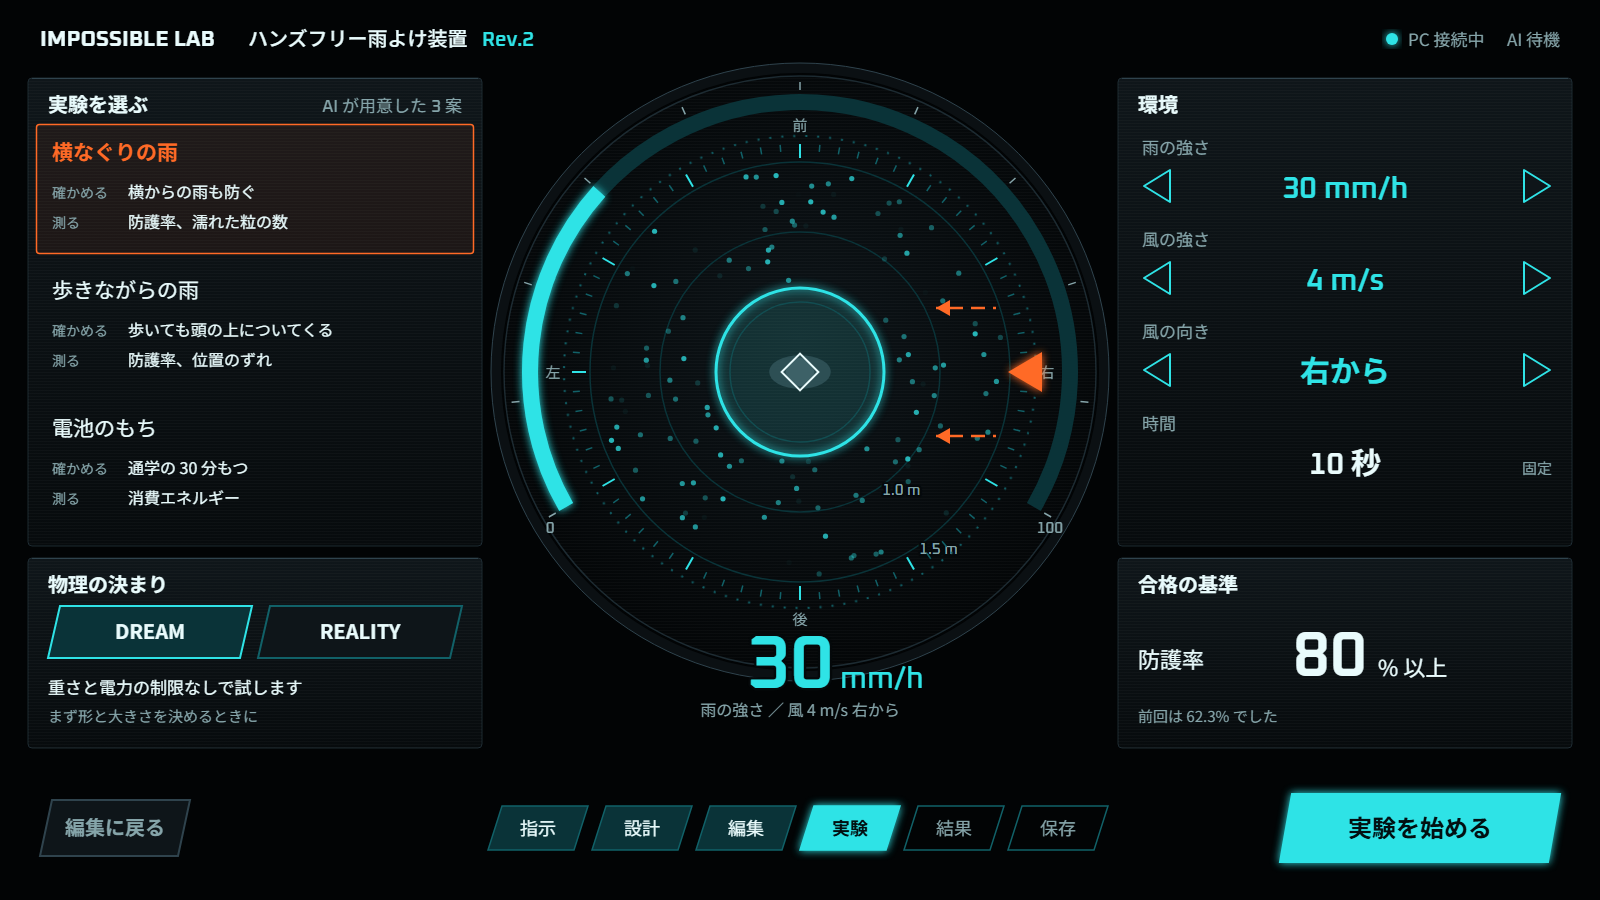 IMPOSSIBLE LAB ハンズフリー雨よけ装置 Rev.2
PC 接続中 AI 待機
実験を選ぶ AI が用意した 3 案
横なぐりの雨
確かめる 横からの雨も防ぐ
測る 防護率、濡れた粒の数
歩きながらの雨
確かめる 歩いても頭の上についてくる
測る 防護率、位置のずれ
電池のもち
確かめる 通学の 30 分もつ
測る 消費エネルギー
物理の決まり
DREAM REALITY
重さと電力の制限なしで試します
まず形と大きさを決めるときに
前
左
右
後
1.0 m
1.5 m
0
100
30 mm/h
雨の強さ ／ 風 4 m/s 右から
環境
雨の強さ
30 mm/h
風の強さ
4 m/s
風の向き
右から
時間
10 秒 固定
合格の基準
防護率 80 % 以上
前回は 62.3% でした
編集に戻る
指示 設計 編集 実験 結果 保存
実験を始める